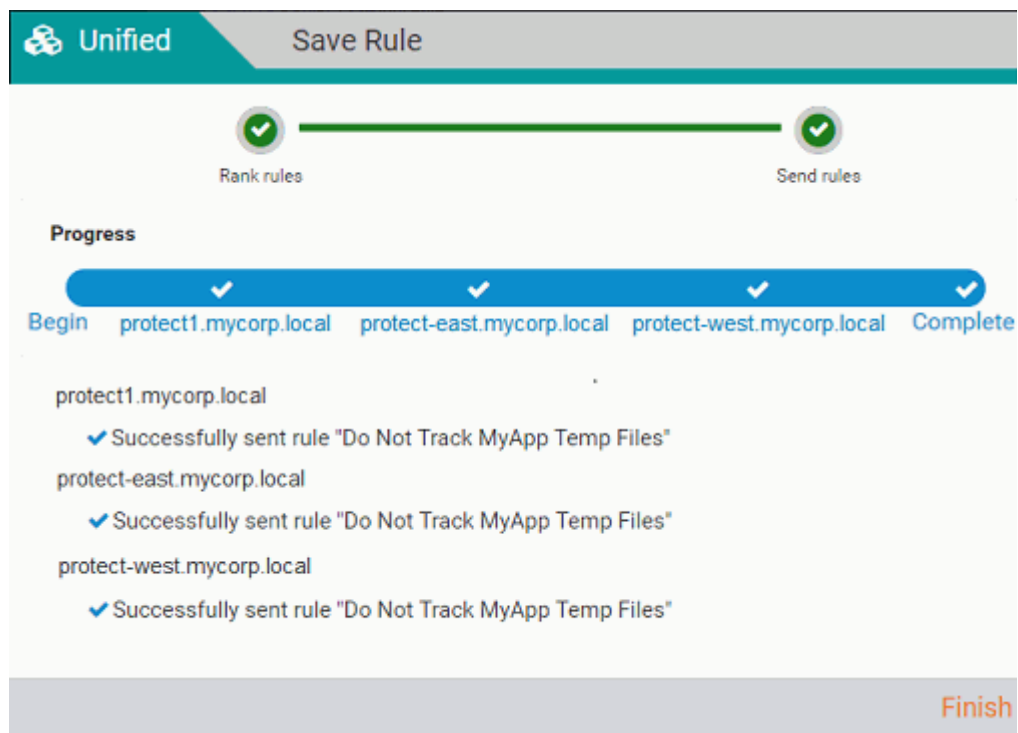 Unified Save Rule
Rank rules Send rules
Progress
Begin protect1.mycorp.local protect-east.mycorp.local protect-west.mycorp.local Complete
protect1.mycorp.local
Successfully sent rule "Do Not Track MyApp Temp Files"
protect-east.mycorp.local
Successfully sent rule "Do Not Track MyApp Temp Files"
protect-west.mycorp.local
Successfully sent rule "Do Not Track MyApp Temp Files"
Finish